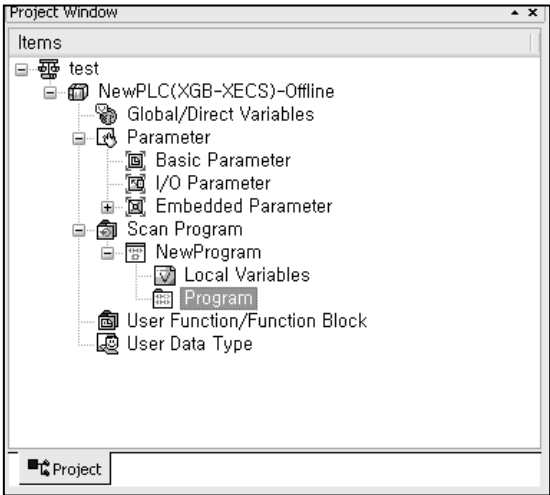 Project Window
Items
test
NewPLC(XGB-XECS)-Offline
Global/Direct Variables
Parameter
Basic Parameter
I/O Parameter
Embedded Parameter
Scan Program
NewProgram
Local Variables
Program
User Function/Function Block
User Data Type
Project